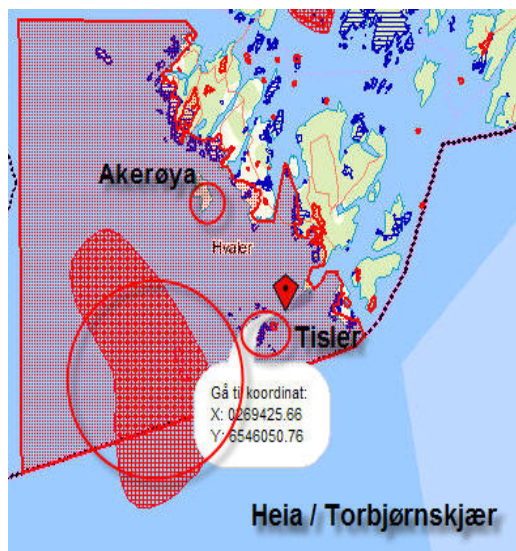 Akerøya
Hvaler
Tisler
Gå til koordinat:
X: 0269425.66
Y: 6546050.76
Heia / Torbjørnskjær